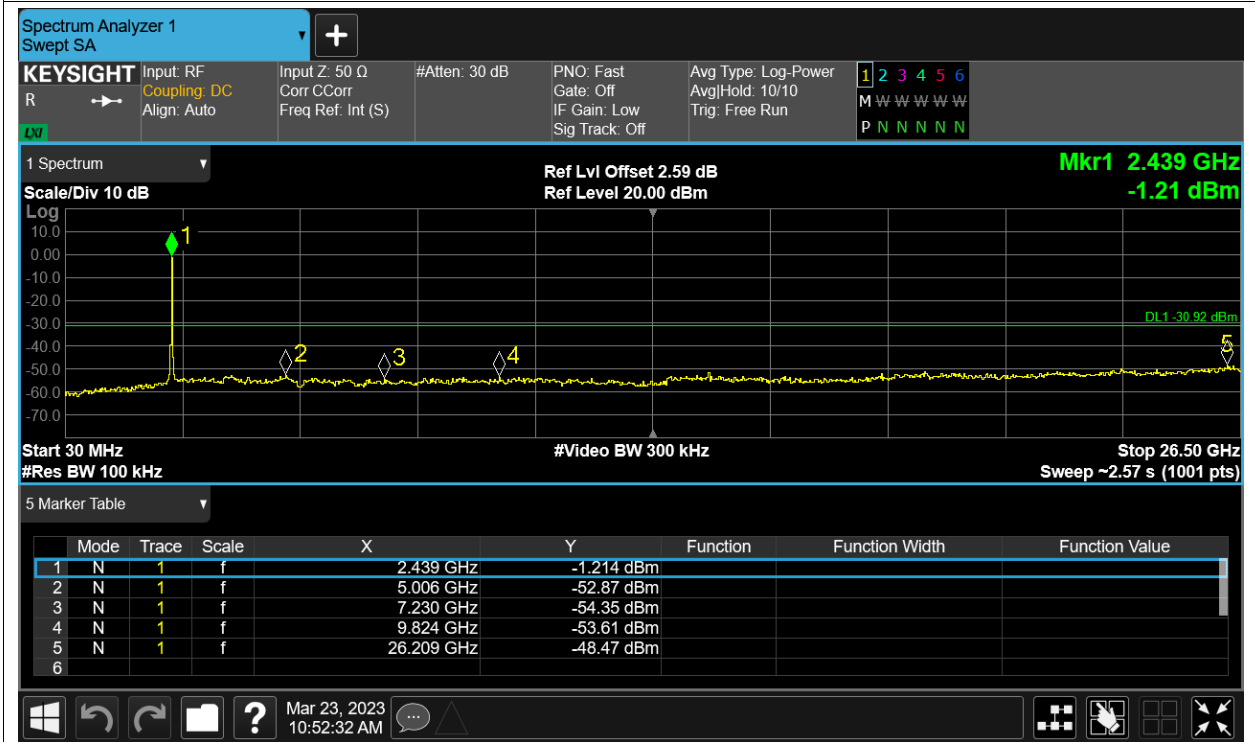 Spectrum Analyzer 1
Swept SA
KEYSIGHT
R
LXI
Input: RF
Coupling: DC
Align: Auto
Input Z: 50 Ω
Corr CCorr
Freq Ref: Int (S)
#Atten: 30 dB
PNO: Fast
Gate: Off
IF Gain: Low
Sig Track: Off
Avg Type: Log-Power
Avg|Hold: 10/10
Trig: Free Run
1 2 3 4 5 6
M W W W W W
P N N N N N
1 Spectrum
Scale/Div 10 dB
Ref Lvl Offset 2.59 dB
Ref Level 20.00 dBm
Mkr1 2.439 GHz
-1.21 dBm
Log
10.0
0.00
-10.0
-20.0
-30.0
-40.0
-50.0
-60.0
-70.0
1
2
3
4
5
DL1 -30.92 dBm
Start 30 MHz
#Res BW 100 kHz
#Video BW 300 kHz
Stop 26.50 GHz
Sweep ~2.57 s (1001 pts)
5 Marker Table
Mode Trace Scale X Y Function Function Width Function Value
1 N 1 f 2.439 GHz -1.214 dBm
2 N 1 f 5.006 GHz -52.87 dBm
3 N 1 f 7.230 GHz -54.35 dBm
4 N 1 f 9.824 GHz -53.61 dBm
5 N 1 f 26.209 GHz -48.47 dBm
6
?
Mar 23, 2023
10:52:32 AM